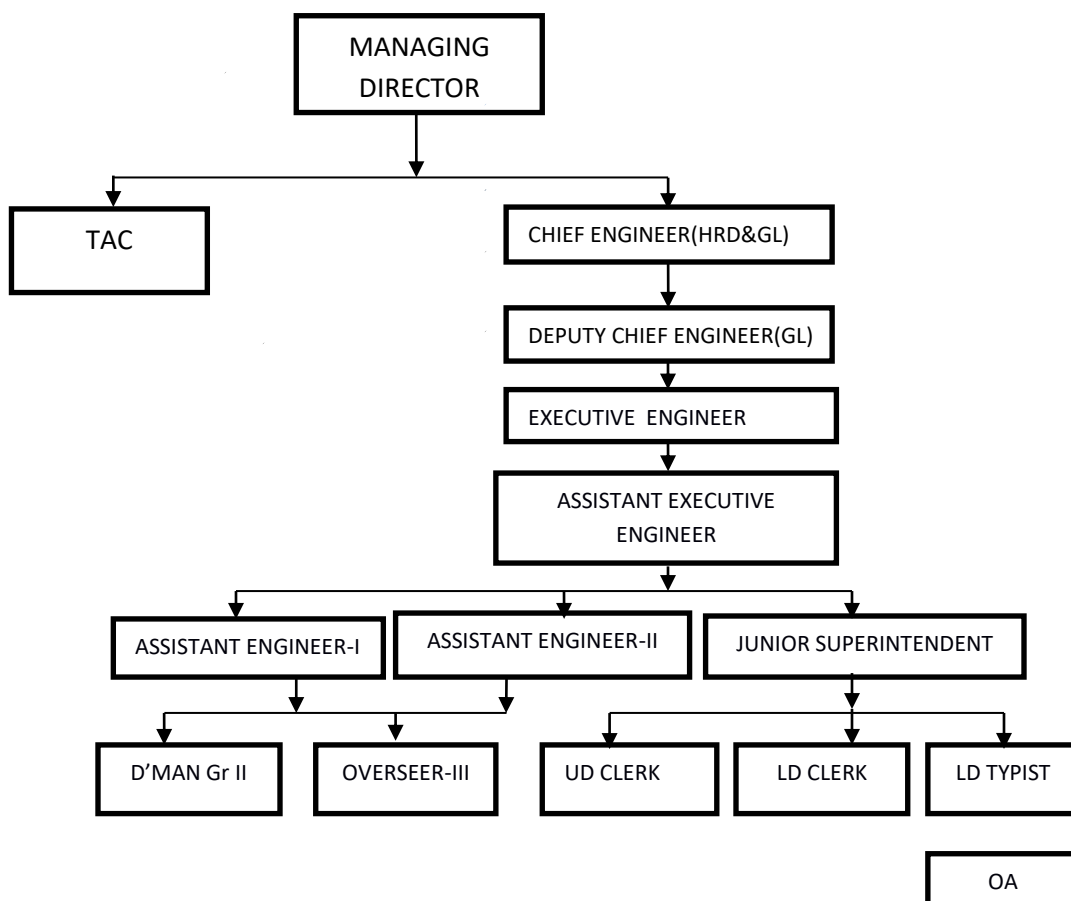 MANAGING
DIRECTOR
TAC
CHIEF ENGINEER(HRD&GL)
DEPUTY CHIEF ENGINEER(GL)
EXECUTIVE ENGINEER
ASSISTANT EXECUTIVE
ENGINEER
ASSISTANT ENGINEER-I
ASSISTANT ENGINEER-II
JUNIOR SUPERINTENDENT
D’MAN Gr II
OVERSEER-III
UD CLERK
LD CLERK
LD TYPIST
OA